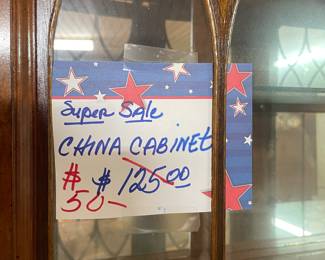 Super Sale
CHINA CABINET
$ $125.00
50-